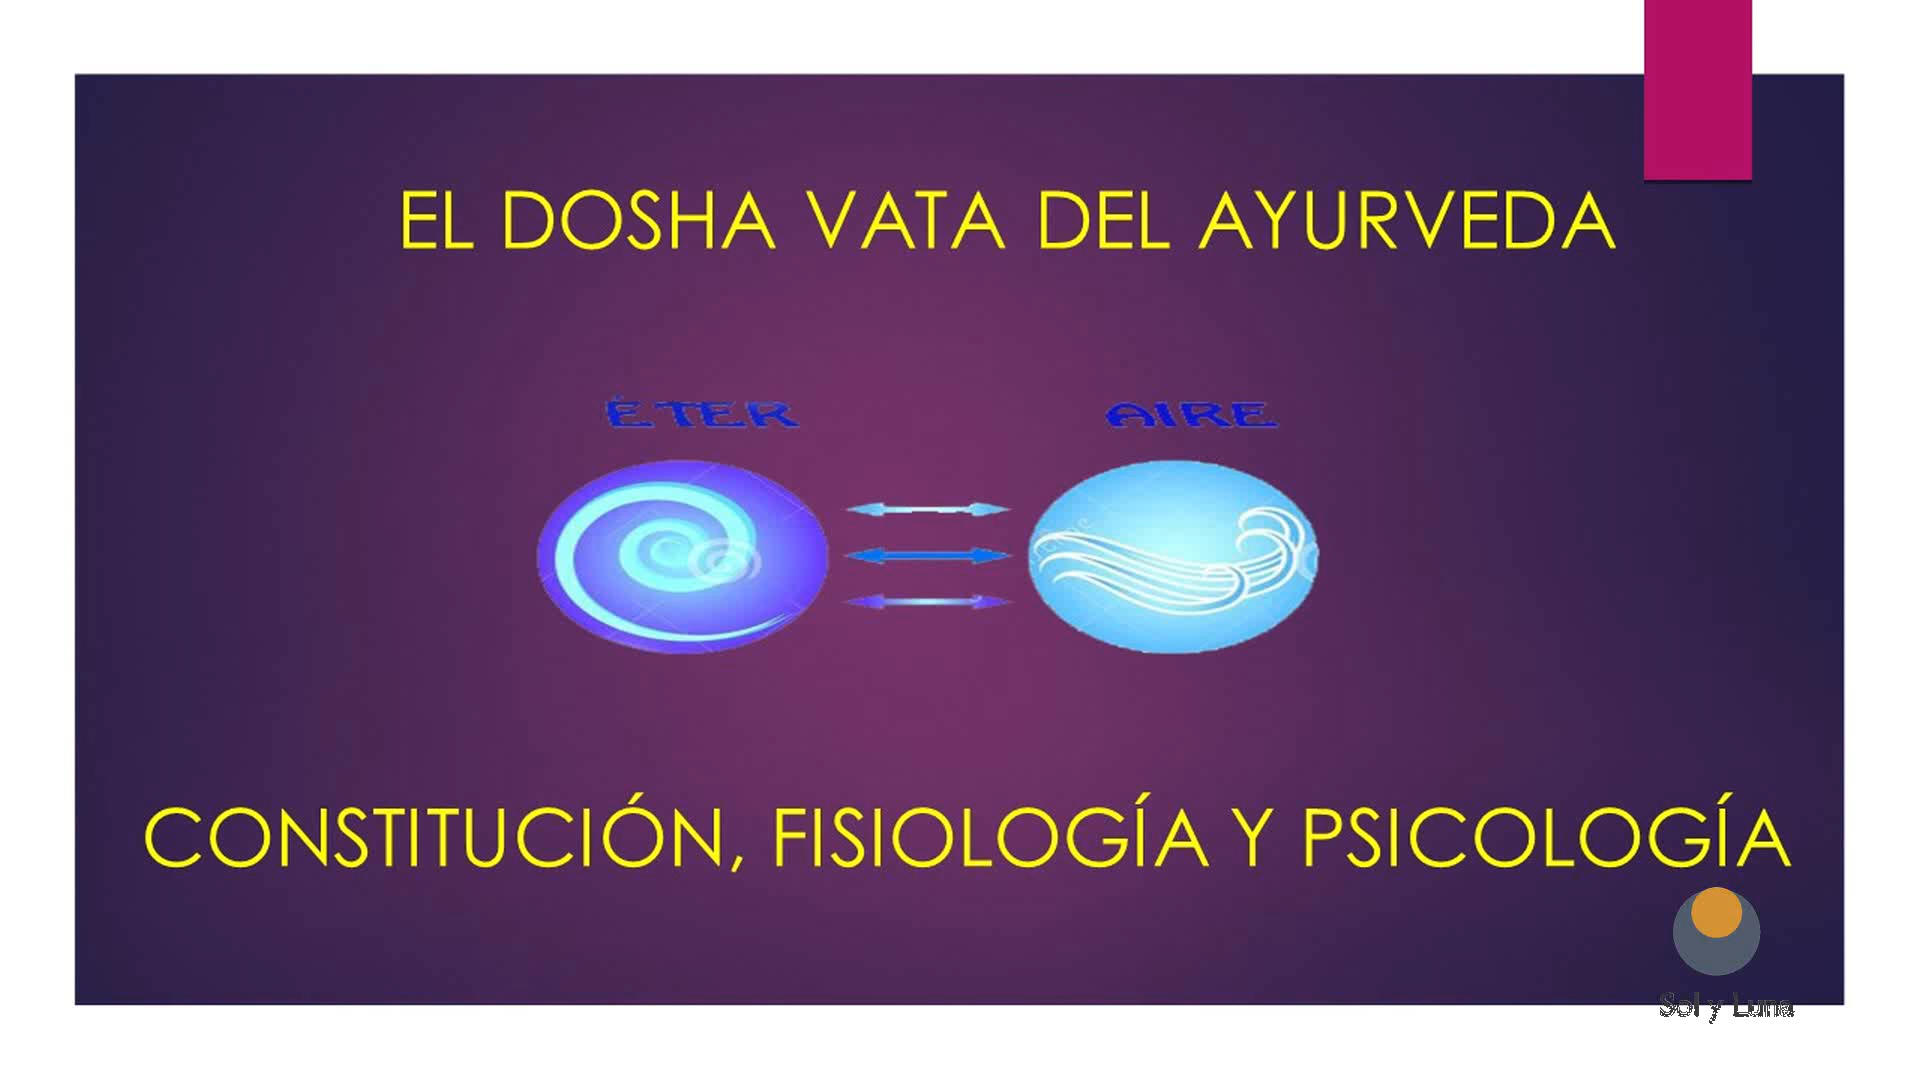 EL DOSHA VATA DEL AYURVEDA
ÉTER
AIRE
CONSTITUCIÓN, FISIOLOGÍA Y PSICOLOGÍA
Sol y Luna